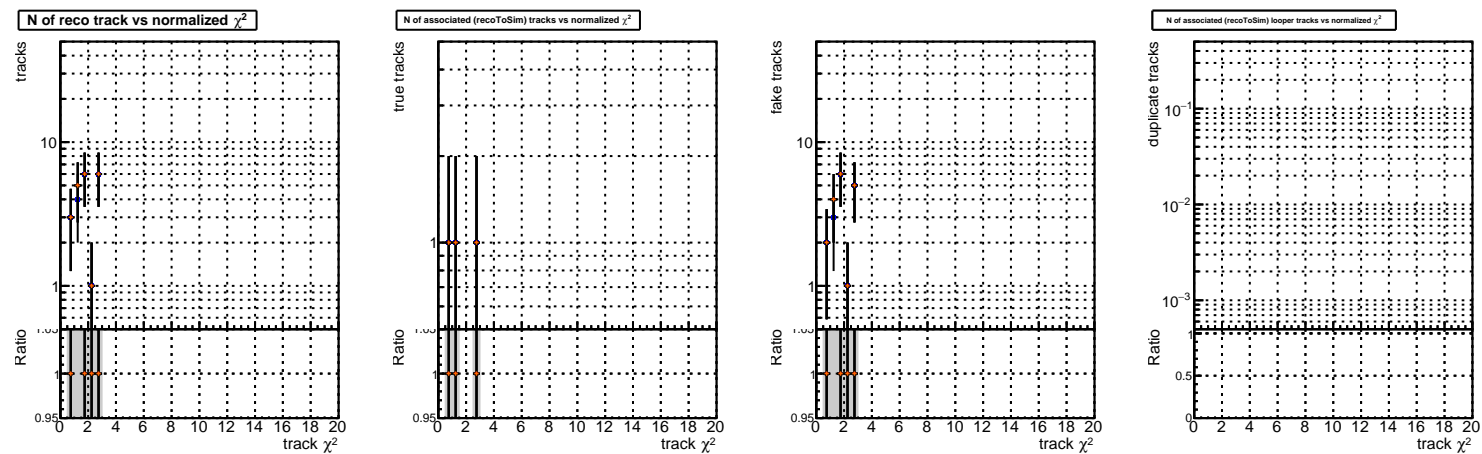 N of reco track vs normalized χ²
tracks
10
1
Ratio
1.05
1
0.95
0 2 4 6 8 10 12 14 16 18 20
track χ²
N of associated (recoToSim) tracks vs normalized χ²
true tracks
1
Ratio
1.05
1
0.95
0 2 4 6 8 10 12 14 16 18 20
track χ²
fake tracks
10
1
Ratio
1.05
1
0.95
0 2 4 6 8 10 12 14 16 18 20
track χ²
N of associated (recoToSim) looper tracks vs normalized χ²
duplicate tracks
10⁻¹
10⁻²
10⁻³
Ratio
1
0.5
0
0 2 4 6 8 10 12 14 16 18 20
track χ²